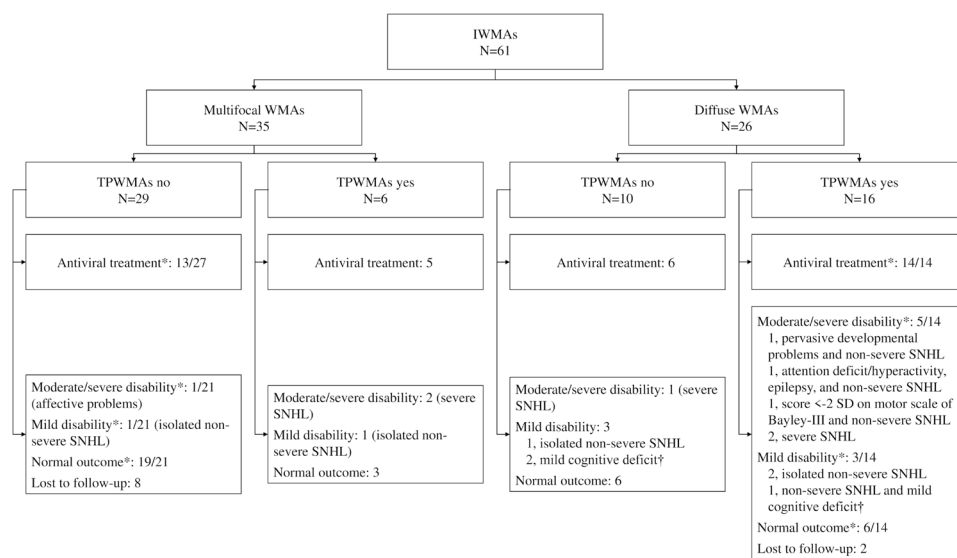 IWMAs
N=61
Multifocal WMAs
N=35
Diffuse WMAs
N=26
TPWMAs no
N=29
TPWMAs yes
N=6
TPWMAs no
N=10
TPWMAs yes
N=16
Antiviral treatment*: 13/27
Antiviral treatment: 5
Antiviral treatment: 6
Antiviral treatment*: 14/14
Moderate/severe disability*: 1/21
(affective problems)
Mild disability*: 1/21 (isolated non-
severe SNHL)
Normal outcome*: 19/21
Lost to follow-up: 8
Moderate/severe disability: 2 (severe
SNHL)
Mild disability: 1 (isolated non-
severe SNHL)
Normal outcome: 3
Moderate/severe disability: 1 (severe
SNHL)
Mild disability: 3
1, isolated non-severe SNHL
2, mild cognitive deficit†
Normal outcome: 6
Moderate/severe disability*: 5/14
1, pervasive developmental
problems and non-severe SNHL
1, attention deficit/hyperactivity,
epilepsy, and non-severe SNHL
1, score <-2 SD on motor scale of
Bayley-III and non-severe SNHL
2, severe SNHL
Mild disability*: 3/14
2, isolated non-severe SNHL
1, non-severe SNHL and mild
cognitive deficit†
Normal outcome*: 6/14
Lost to follow-up: 2